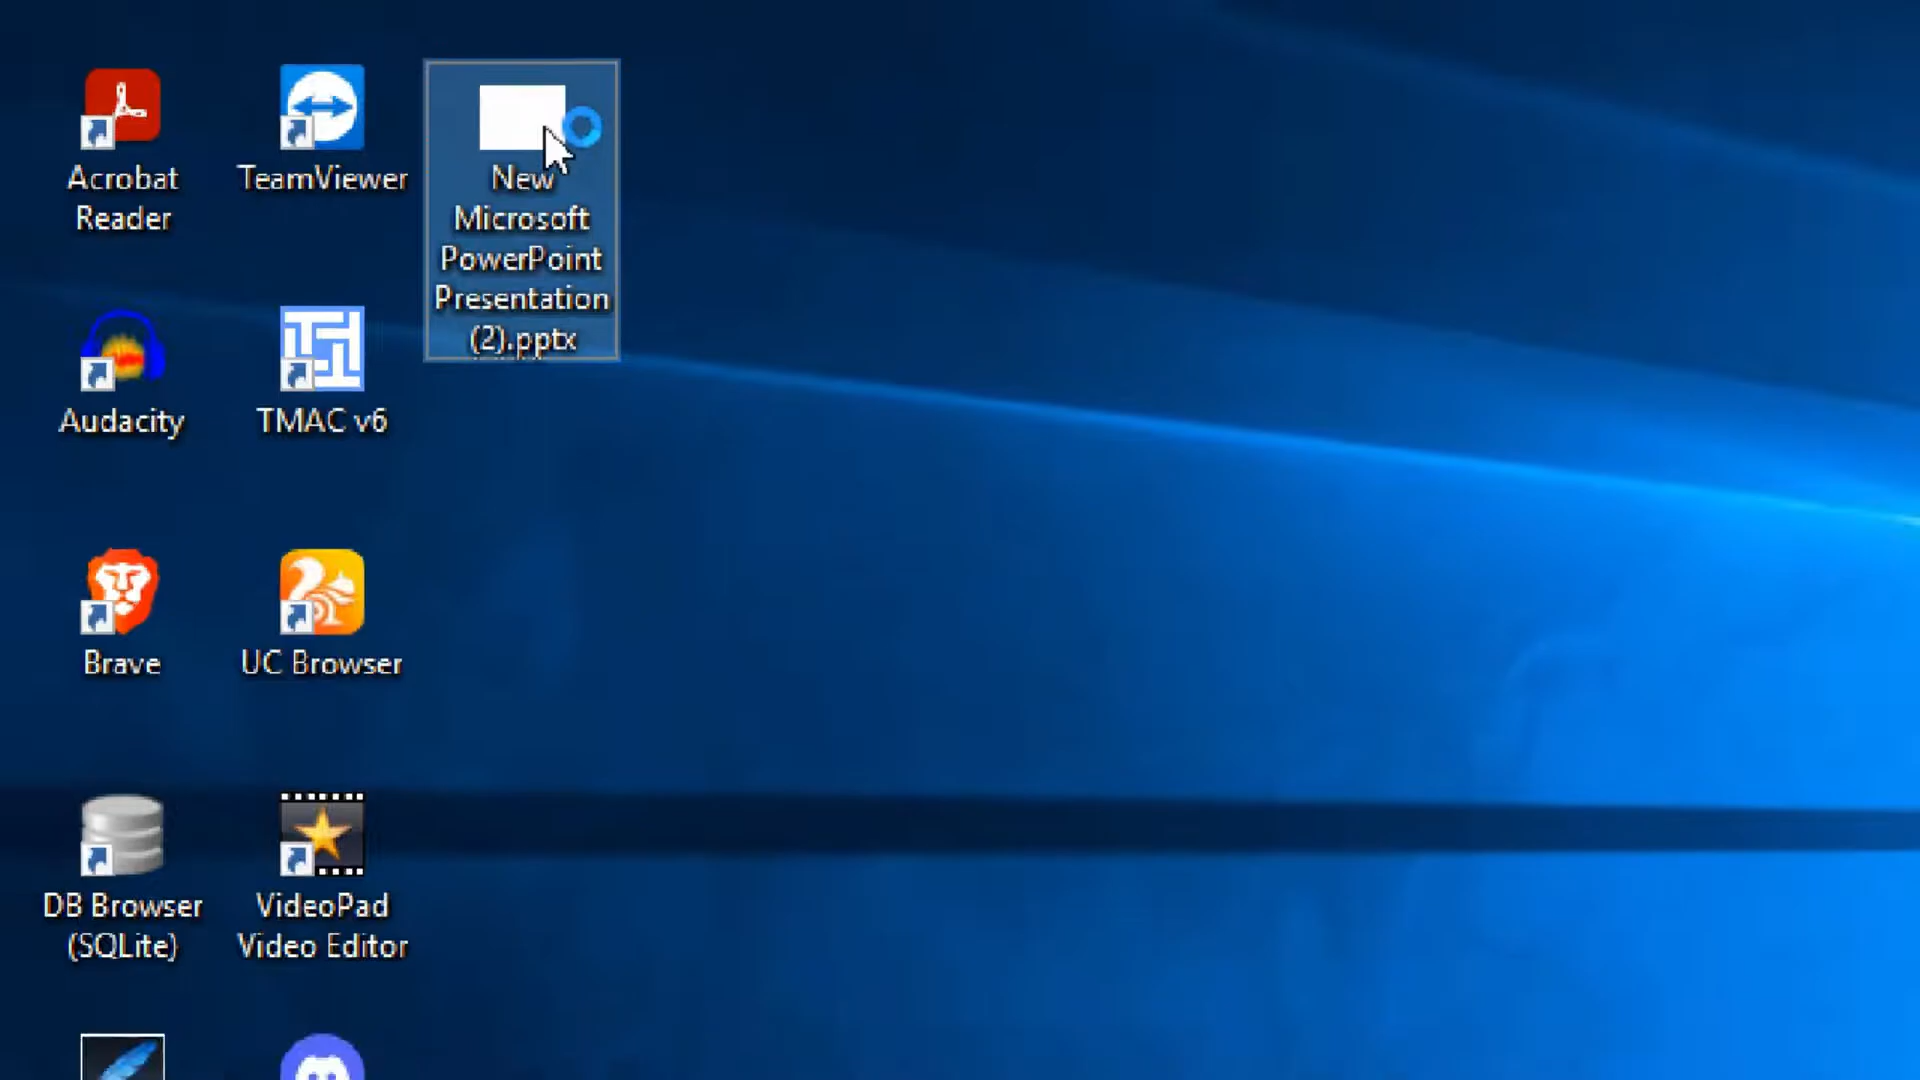 Acrobat
Reader
TeamViewer
New
Microsoft
PowerPoint
Presentation
(2).pptx
Audacity
TMAC v6
Brave
UC Browser
DB Browser
(SQLite)
VideoPad
Video Editor